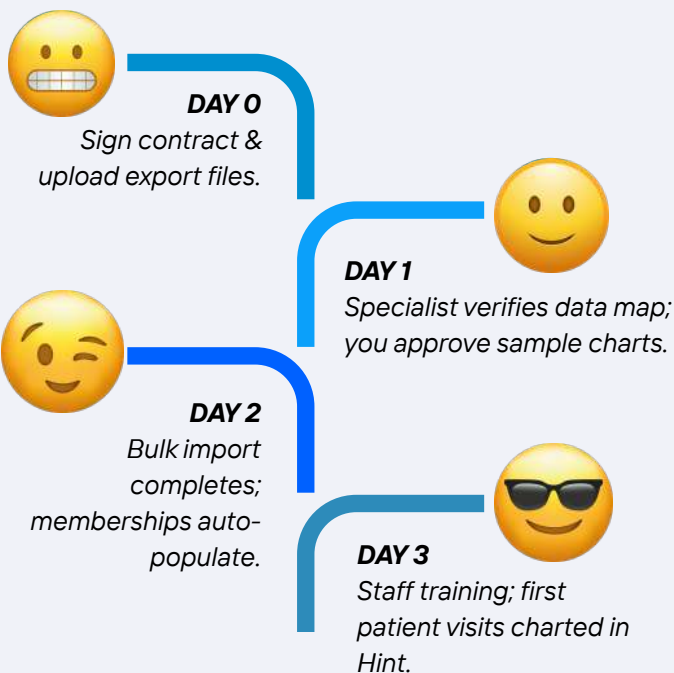 DAY 0
Sign contract &
upload export files.
DAY 1
Specialist verifies data map;
you approve sample charts.
DAY 2
Bulk import
completes;
memberships auto-
populate.
DAY 3
Staff training; first
patient visits charted in
Hint.